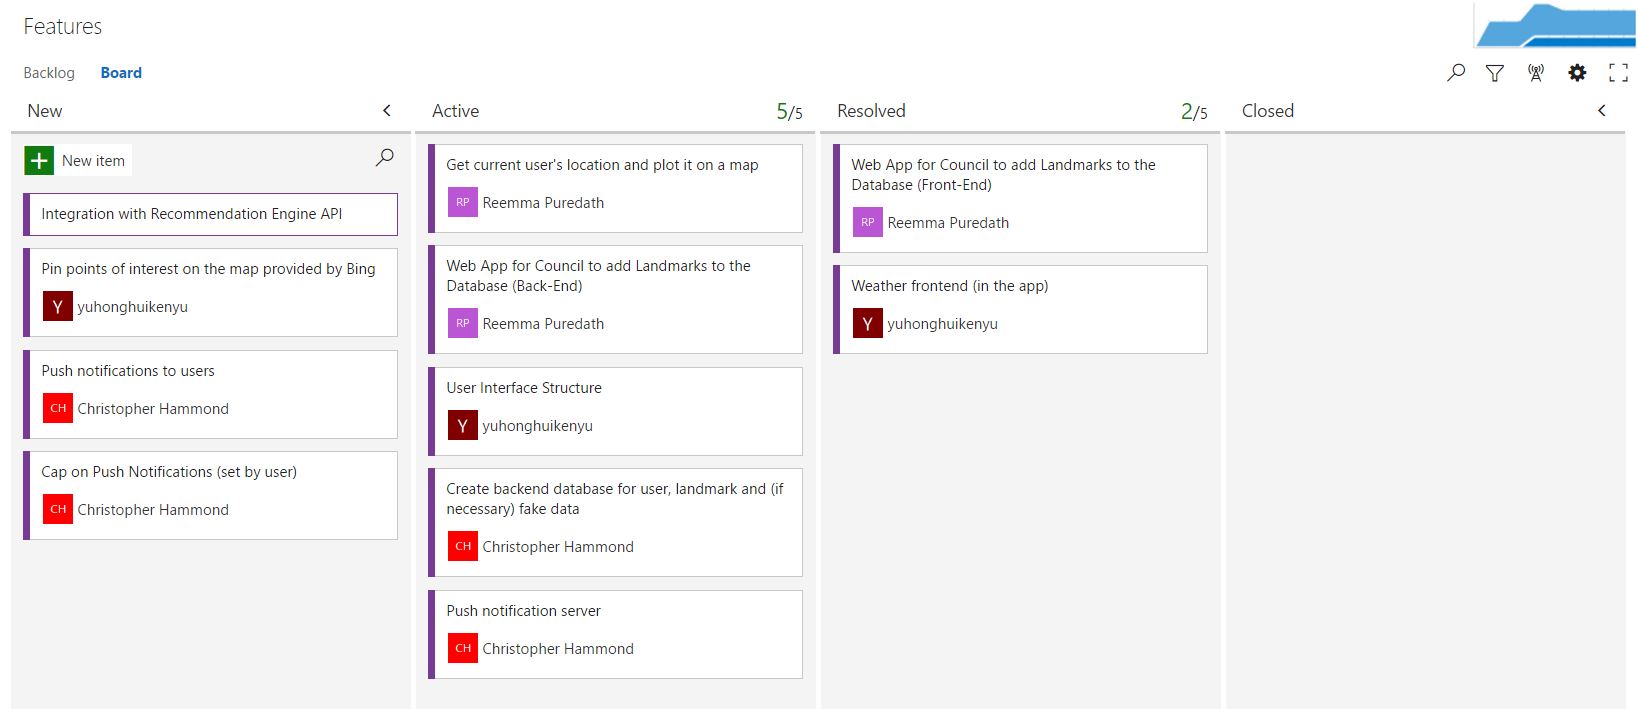 Features
Backlog Board
New
New item
Integration with Recommendation Engine API
Pin points of interest on the map provided by Bing
Y yuhonghuikenyu
Push notifications to users
CH Christopher Hammond
Cap on Push Notifications (set by user)
CH Christopher Hammond
Active 5/5
Get current user's location and plot it on a map
RP Reemma Puredath
Web App for Council to add Landmarks to the
Database (Back-End)
RP Reemma Puredath
User Interface Structure
Y yuhonghuikenyu
Create backend database for user, landmark and (if
necessary) fake data
CH Christopher Hammond
Push notification server
CH Christopher Hammond
Resolved 2/5
Web App for Council to add Landmarks to the
Database (Front-End)
RP Reemma Puredath
Weather frontend (in the app)
Y yuhonghuikenyu
Closed